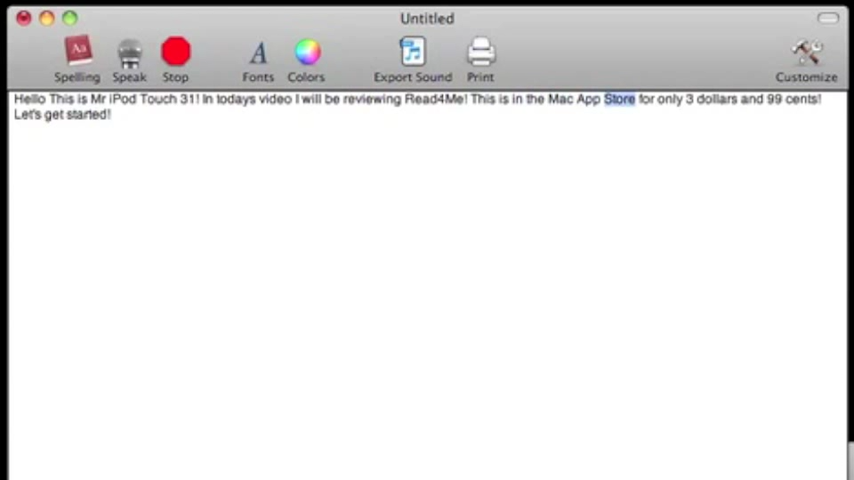 Untitled
Spelling Speak Stop Fonts Colors Export Sound Print Customize
Hello This is Mr iPod Touch 31! In todays video I will be reviewing Read4Me! This is in the Mac App Store for only 3 dollars and 99 cents!
Let's get started!